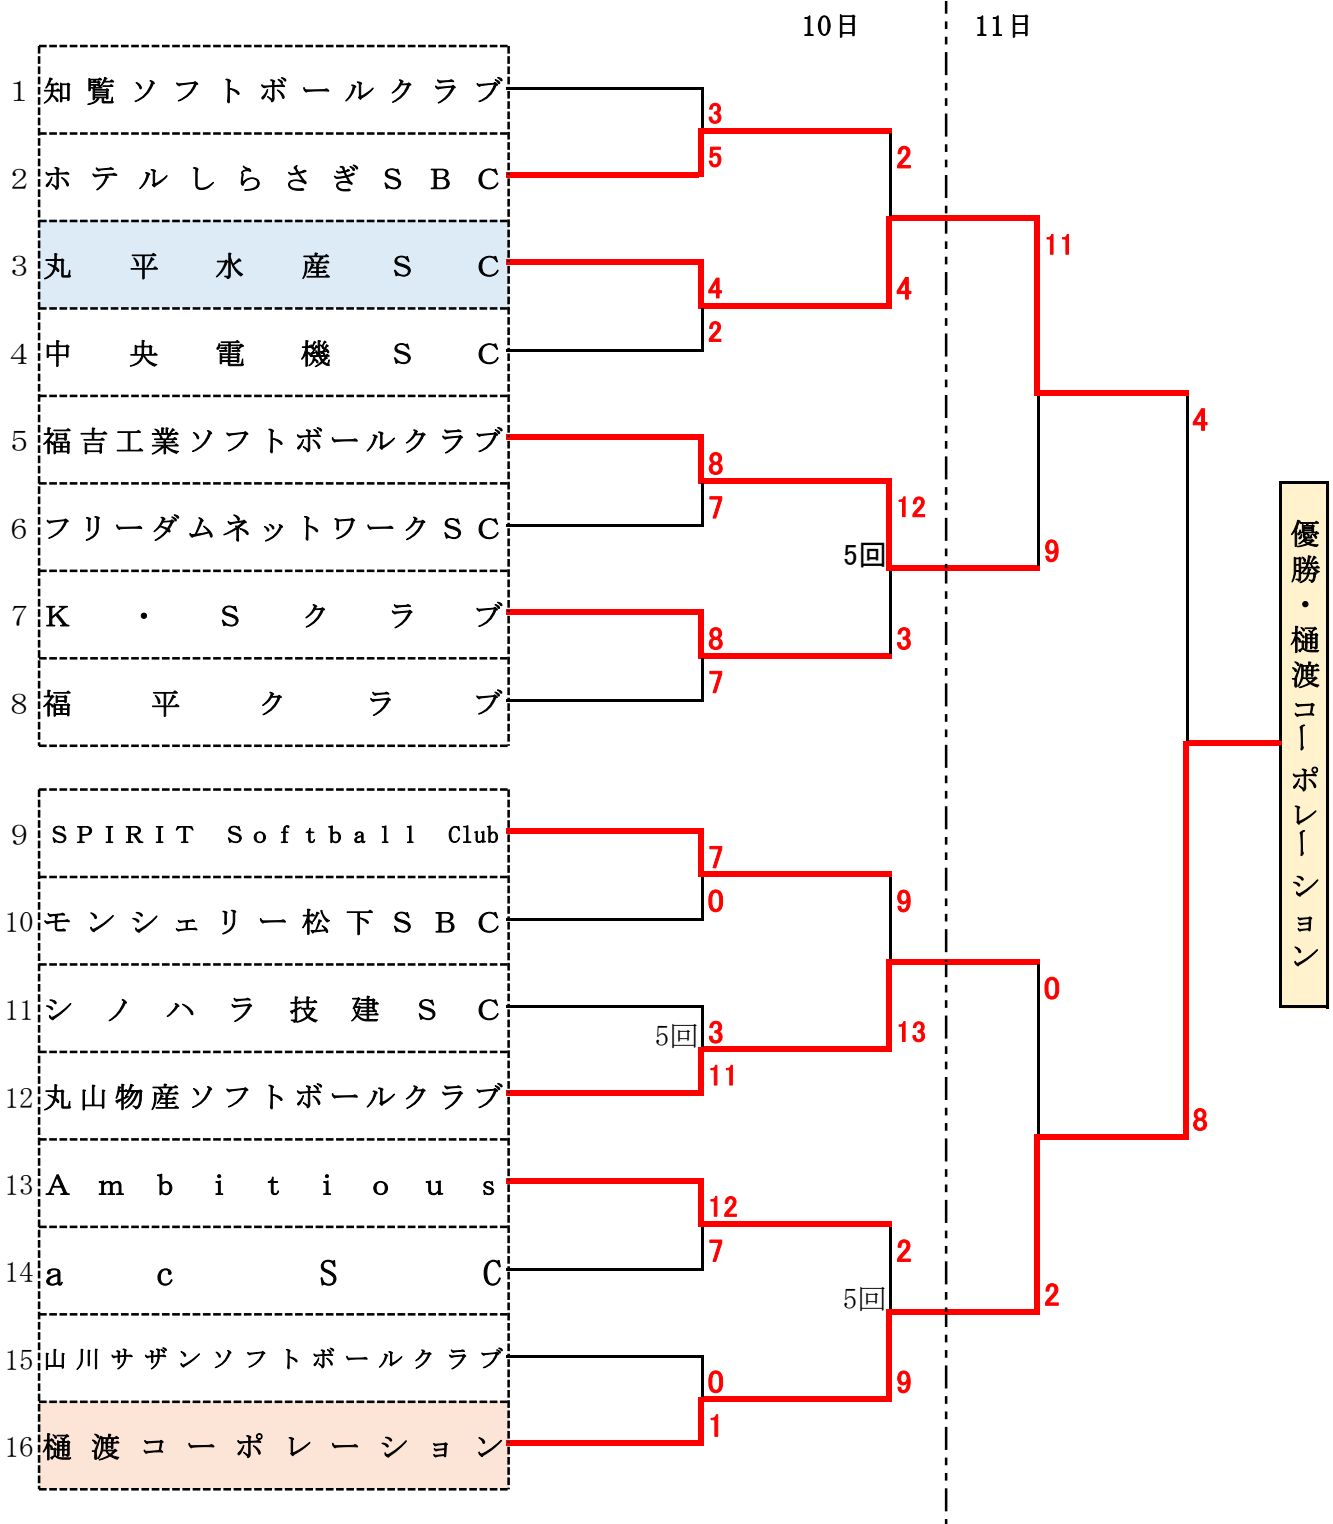 10日 11日
1 知覧ソフトボールクラブ
3
5
2
2 ホテルしらさぎＳＢＣ
11
3 丸平水産ＳＣ
4
4
2
4 中央電機ＳＣ
4
5 福吉工業ソフトボールクラブ
8
7
12
6 フリーダムネットワークＳＣ
5回
9
7 Ｋ・Ｓクラブ
8
3
7
8 福平クラブ
優勝・樋渡コーポレーション
9 ＳＰＩＲＩＴ Ｓｏｆｔｂａｌｌ Club
7
0
9
10 モンシェリー松下ＳＢＣ
0
11 シノハラ技建ＳＣ
5回
3
13
11
12 丸山物産ソフトボールクラブ
8
13 Ａｍｂｉｔｉｏｕｓ
12
7
2
14 ａｃＳＣ
5回
2
15 山川サザンソフトボールクラブ
0
9
1
16 樋渡コーポレーション